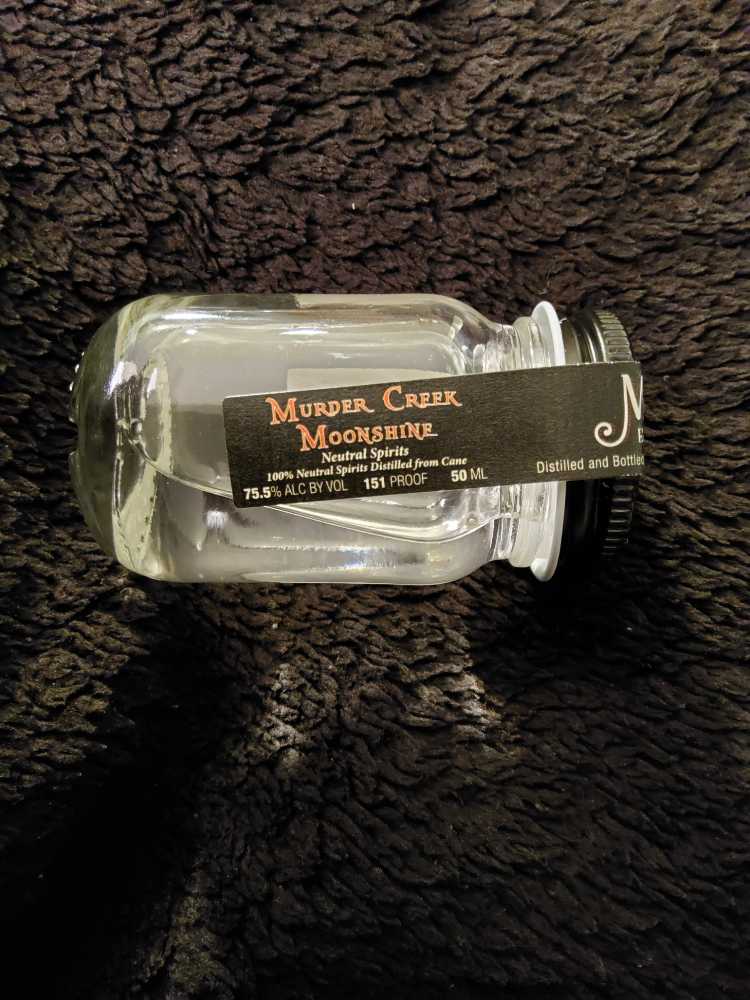 Murder Creek
Moonshine
Neutral Spirits
100% Neutral Spirits Distilled from Cane
75.5% ALC BY VOL 151 PROOF 50 ML
Distilled and Bottled